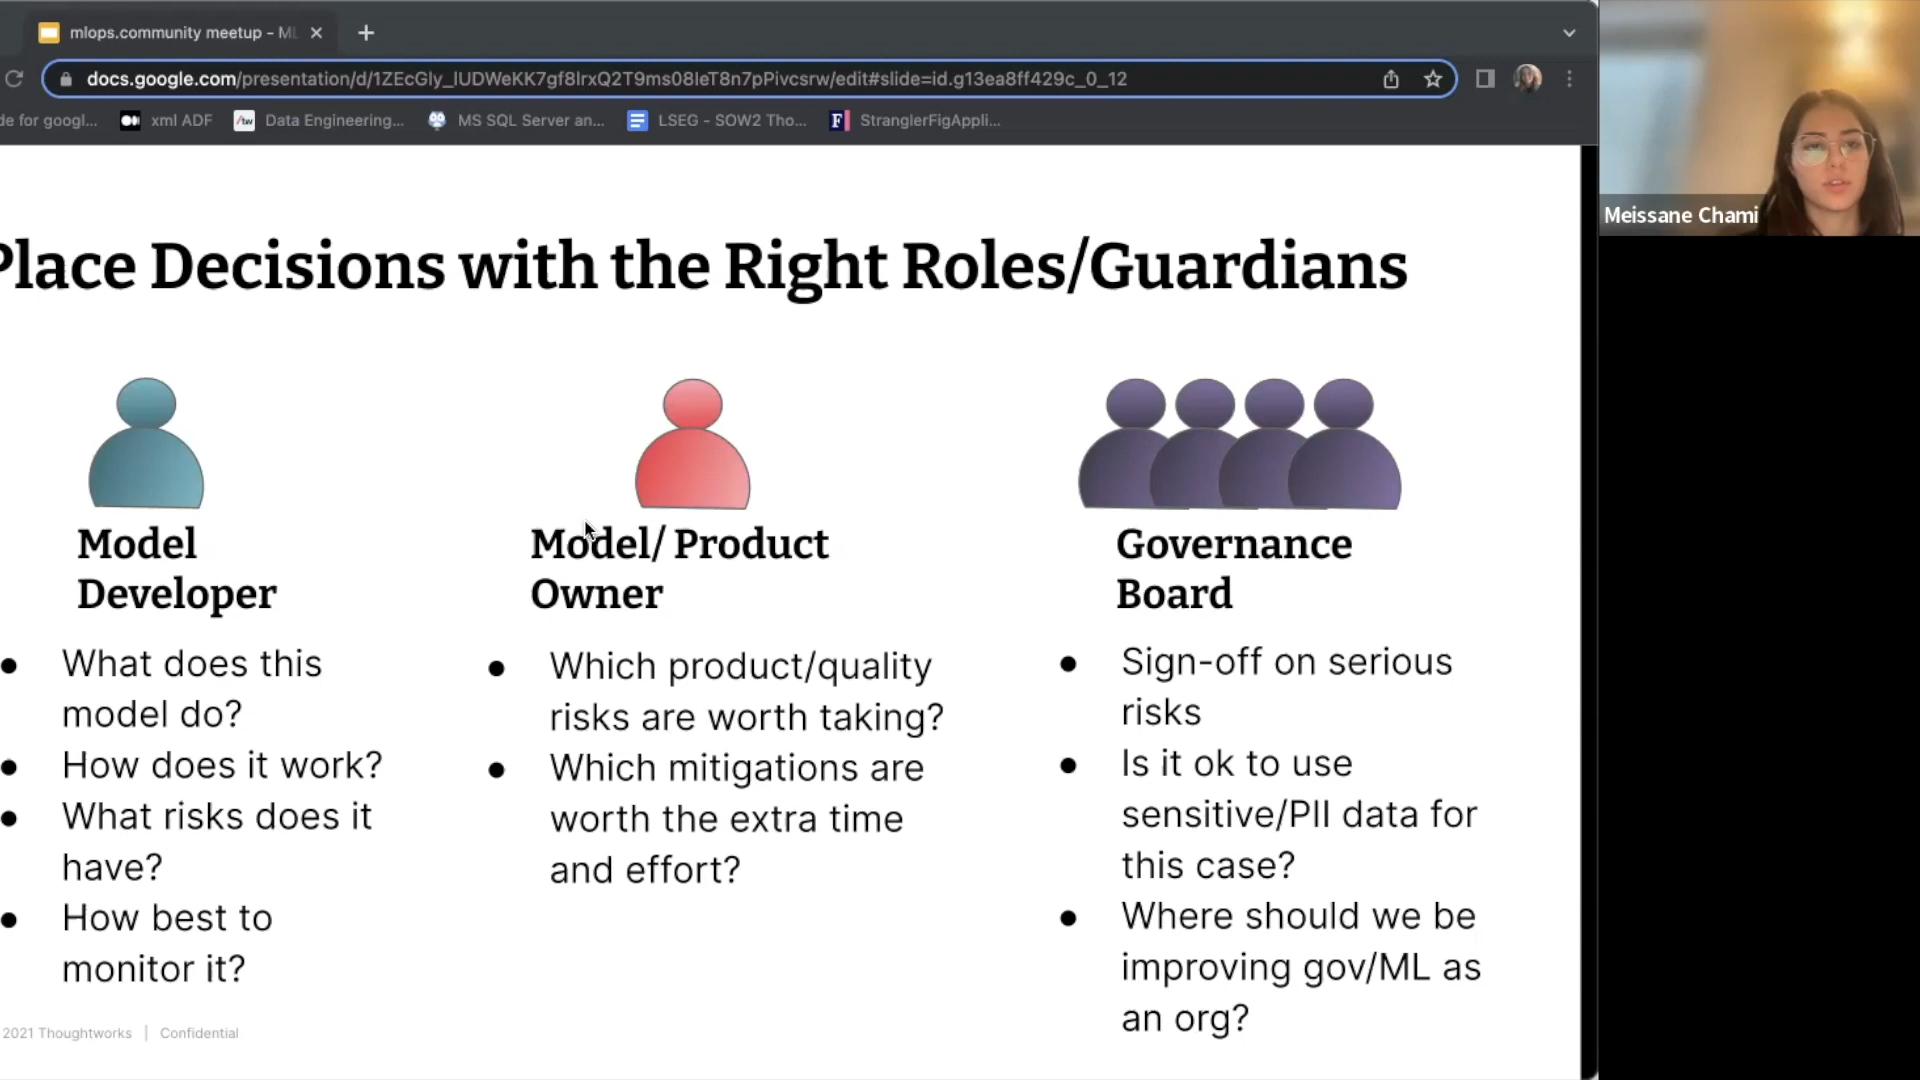 mlops.community meetup - ML
docs.google.com/presentation/d/1ZEcGly_IUDWeKK7gf8lrxQ2T9ms08IeT8n7pPivcsrw/edit#slide=id.g13ea8ff429c_0_12
de for googl... xml ADF /tw Data Engineering... MS SQL Server an... LSEG - SOW2 Tho... F StranglerFigAppli...
Meissane Chami
Place Decisions with the Right Roles/Guardians
Model
Developer
• What does this
model do?
• How does it work?
• What risks does it
have?
• How best to
monitor it?
Model/ Product
Owner
• Which product/quality
risks are worth taking?
• Which mitigations are
worth the extra time
and effort?
Governance
Board
• Sign-off on serious
risks
• Is it ok to use
sensitive/PII data for
this case?
• Where should we be
improving gov/ML as
an org?
2021 Thoughtworks | Confidential